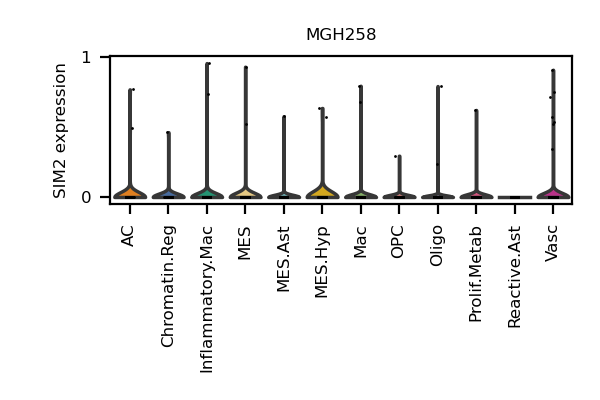 MGH258
SIM2 expression
1
0
AC
Chromatin.Reg
Inflammatory.Mac
MES
MES.Ast
MES.Hyp
Mac
OPC
Oligo
Prolif.Metab
Reactive.Ast
Vasc